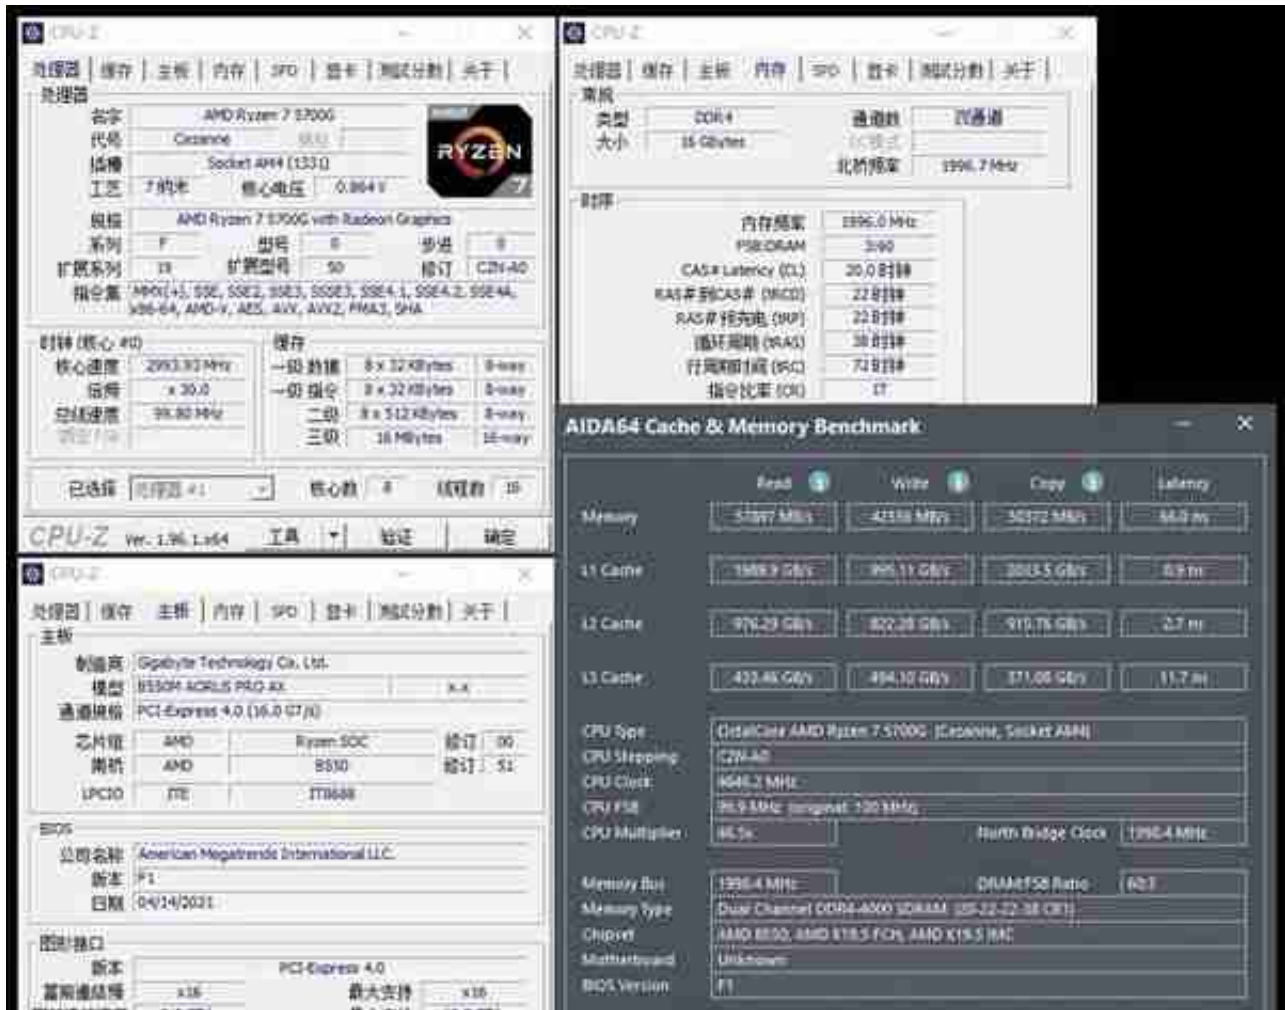 CPU-Z
处理器 缓存 主板 内存 SPD 显卡 测试分数 关于
处理器
名字 AMD Ryzen 7 5700G
代号 Cezanne
插槽 Socket AM4 (1331)
工艺 7 纳米 核心电压 0.864 V
RYZEN
7
规格 AMD Ryzen 7 5700G with Radeon Graphics
系列 F 型号 0 步进 0
扩展系列 19 扩展型号 50 修订 CZN-A0
指令集 MMX(+), SSE, SSE2, SSE3, SSSE3, SSE4.1, SSE4.2, SSE4A,
x86-64, AMD-V, AES, AVX, AVX2, FMA3, SHA
时钟 (核心 #0)
核心速度 2993.93 MHz
倍频 x 30.0
总线速度 99.80 MHz
缓存
一级 数据 8 x 32 KBytes 8-way
一级 指令 8 x 32 KBytes 8-way
二级 8 x 512 KBytes 8-way
三级 16 MBytes 16-way
已选择 处理器 #1 核心数 8 线程数 16
CPU-Z Ver. 1.96.1.x64 工具 验证 确定
CPU-Z
处理器 缓存 主板 内存 SPD 显卡 测试分数 关于
常规
类型 DDR4 通道数 双通道
大小 16 GBytes
北桥频率 1996.7 MHz
时序
内存频率 1996.0 MHz
FSB:DRAM 3:60
CAS# Latency (CL) 20.0 时钟
RAS# 到CAS# (tRCD) 22 时钟
RAS# 预充电 (tRP) 22 时钟
循环周期 (tRAS) 38 时钟
行周期时间 (tRC) 72 时钟
指令比率 (CR) 1T
CPU-Z
处理器 缓存 主板 内存 SPD 显卡 测试分数 关于
主板
制造商 Gigabyte Technology Co., Ltd.
模型 B550M AORUS PRO AX x.x
通道规格 PCI-Express 4.0 (16.0 GT/s)
芯片组 AMD Ryzen SOC 修订 00
南桥 AMD B550 修订 51
LPCIO ITE IT8688
BIOS
公司名称 American Megatrends International LLC.
版本 F1
日期 04/14/2021
图形接口
版本 PCI-Express 4.0
x16 最大支持 x16
AIDA64 Cache & Memory Benchmark
Read Write Copy Latency
Memory 57897 MB/s 50372 MB/s
L1 Cache 995.11 GB/s 2013.5 GB/s 0.9 ns
L2 Cache 976.29 GB/s 822.28 GB/s 915.76 GB/s 2.7 ns
L3 Cache 433.46 GB/s 494.10 GB/s 371.08 GB/s 11.7 ns
CPU Type OctalCore AMD Ryzen 7 5700G (Cezanne, Socket AM4)
CPU Stepping CZN-A0
CPU Clock 4646.2 MHz
CPU FSB 99.9 MHz (original: 100 MHz)
CPU Multiplier 46.5x North Bridge Clock 1998.4 MHz
Memory Bus 1998.4 MHz DRAM:FSB Ratio 60:3
Memory Type Dual Channel DDR4-4000 SDRAM (20-22-22-38 CR1)
Chipset AMD B550, AMD K19.5 FCH, AMD K19.5 IMC
Motherboard Unknown
BIOS Version F1